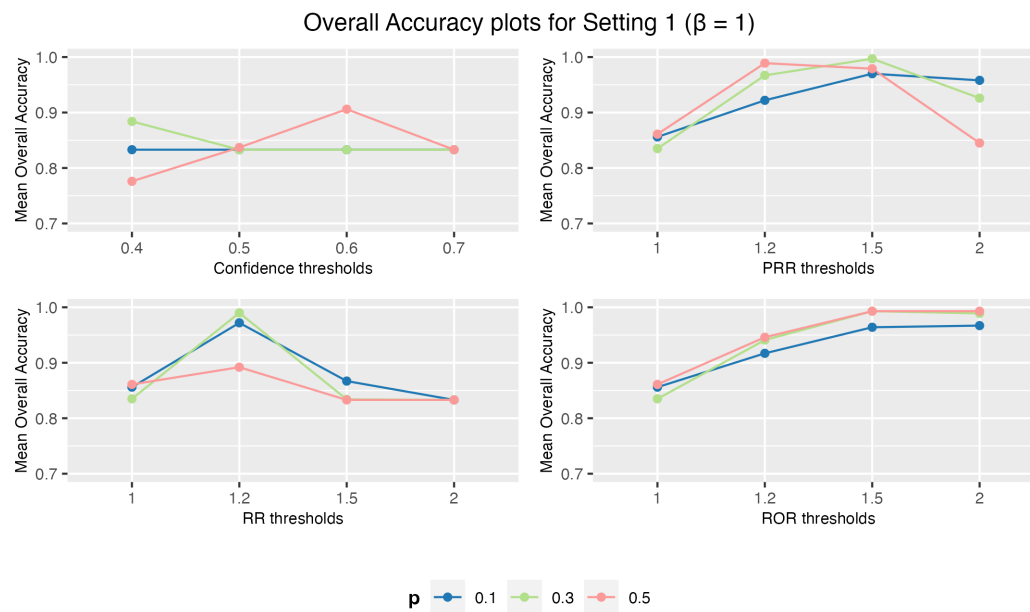 Overall Accuracy plots for Setting 1 (β = 1)
Mean Overall Accuracy
1.0
0.9
0.8
0.7
0.4 0.5 0.6 0.7
Confidence thresholds
Mean Overall Accuracy
1.0
0.9
0.8
0.7
1 1.2 1.5 2
PRR thresholds
Mean Overall Accuracy
1.0
0.9
0.8
0.7
1 1.2 1.5 2
RR thresholds
Mean Overall Accuracy
1.0
0.9
0.8
0.7
1 1.2 1.5 2
ROR thresholds
p 0.1 0.3 0.5